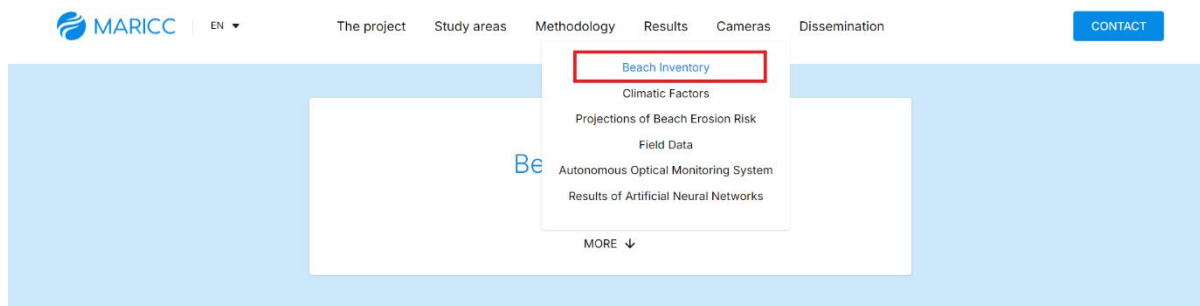 MARICC EN The project Study areas Methodology Results Cameras Dissemination CONTACT
Beach Inventory
Climatic Factors
Projections of Beach Erosion Risk
Field Data
Be
Autonomous Optical Monitoring System
Results of Artificial Neural Networks
MORE